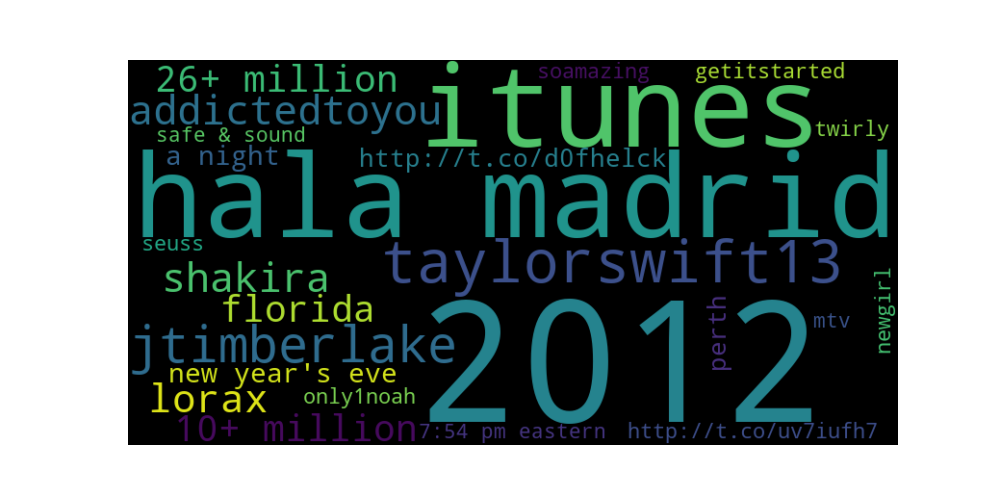 soamazing
getitstarted
26+ million
itunes
addictedtoyou
twirly
safe & sound
a night
http://t.co/d0fhelck
hala madrid
seuss
taylorswift13
shakira
newgirl
florida
perth
2012
mtv
jtimberlake
new year's eve
lorax
only1noah
10+ million
7:54 pm eastern
http://t.co/uv7iufh7